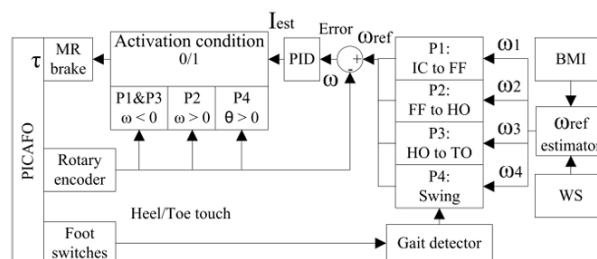 PICAFO
τ
MR
brake
Activation condition
0/1
P1&P3
ω < 0
P2
ω > 0
P4
θ > 0
Iest
PID
Error
ω
+
-
ωref
P1:
IC to FF
P2:
FF to HO
P3:
HO to TO
P4:
Swing
ω1
ω2
ω3
ω4
BMI
ωref
estimator
WS
Rotary
encoder
Heel/Toe touch
Foot
switches
Gait detector